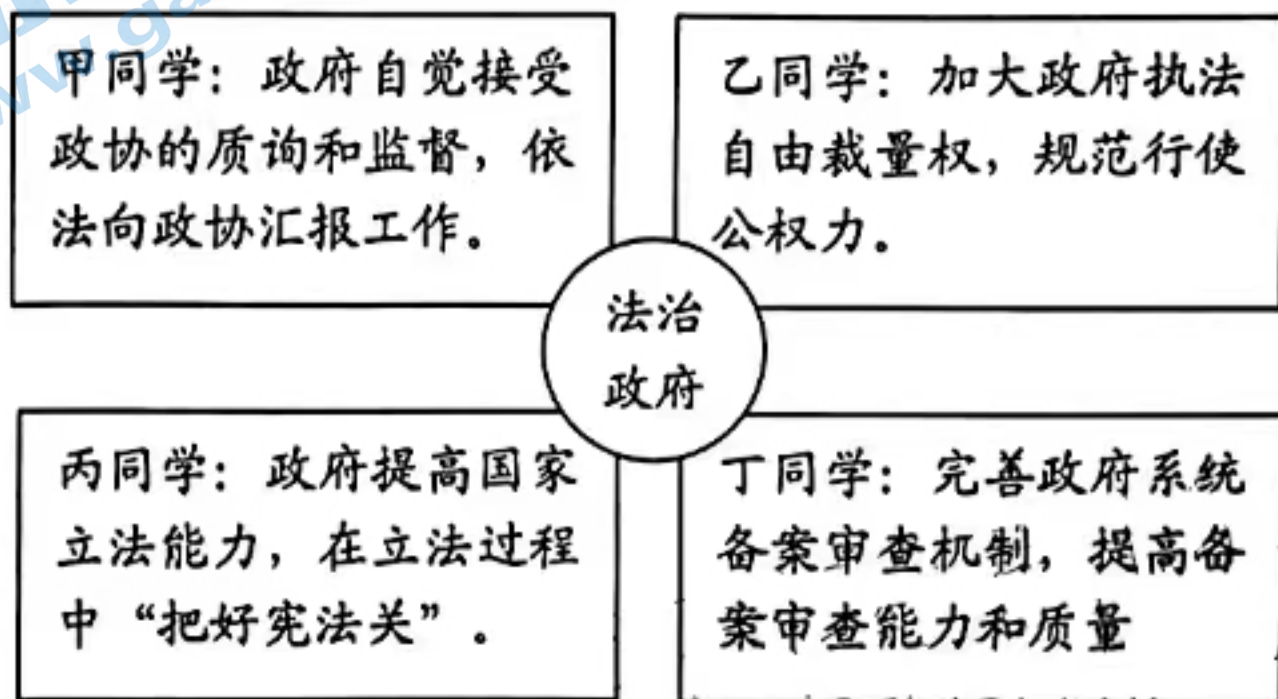 甲同学：政府自觉接受
政协的质询和监督，依
法向政协汇报工作。
乙同学：加大政府执法
自由裁量权，规范行使
公权力。
法治
政府
丙同学：政府提高国家
立法能力，在立法过程
中“把好宪法关”。
丁同学：完善政府系统
备案审查机制，提高备
案审查能力和质量